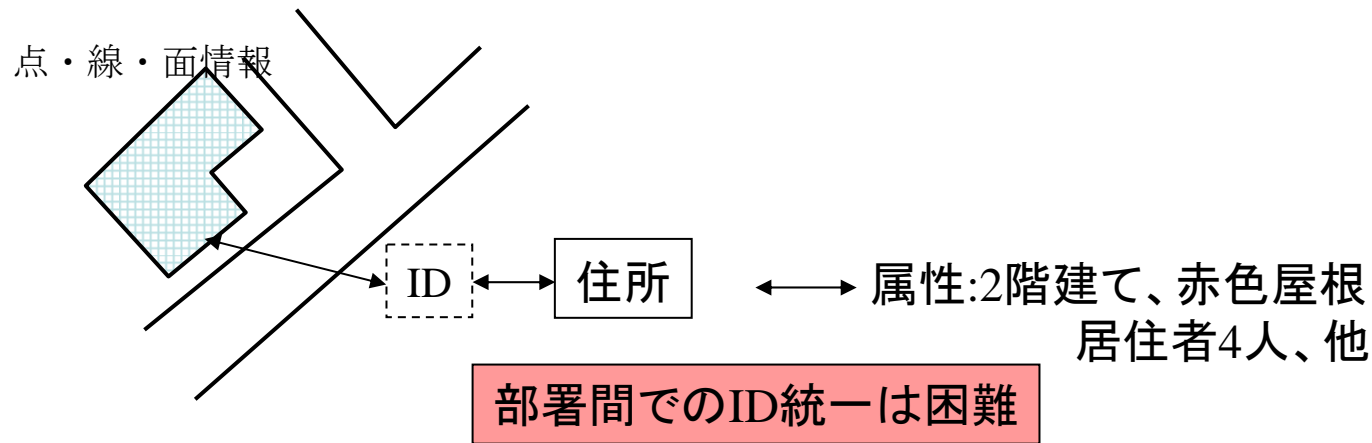 点・線・面情報
ID
住所
属性:2階建て、赤色屋根
居住者4人、他
部署間でのID統一は困難